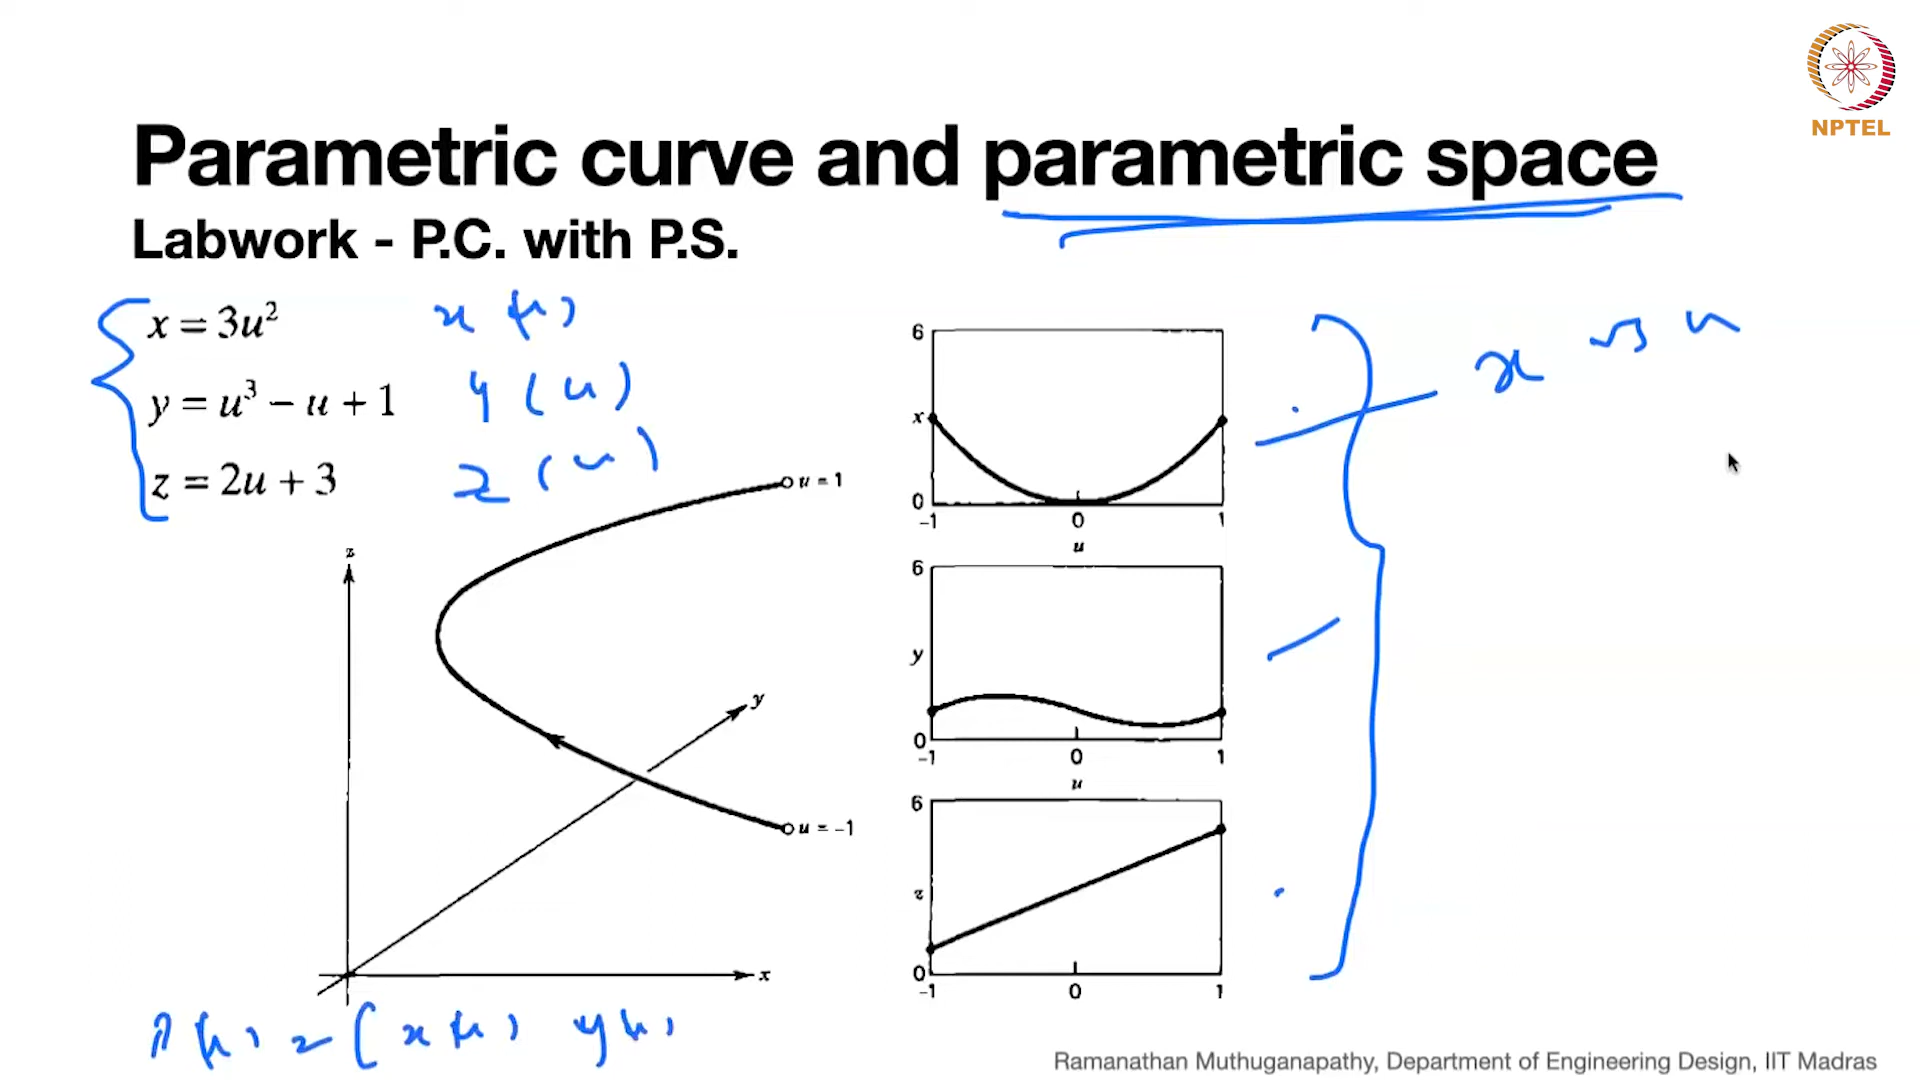 NPTEL
Parametric curve and parametric space
Labwork - P.C. with P.S.
x = 3u² x(u)
y = u³ − u + 1 y(u)
z = 2u + 3 z(u)
z
y
x
u = 1
u = −1
6
x
0
−1 0 1
u
6
y
0
−1 0 1
u
6
z
0
−1 0 1
x vs u
P(u) = [x(u) y(u)
Ramanathan Muthuganapathy, Department of Engineering Design, IIT Madras